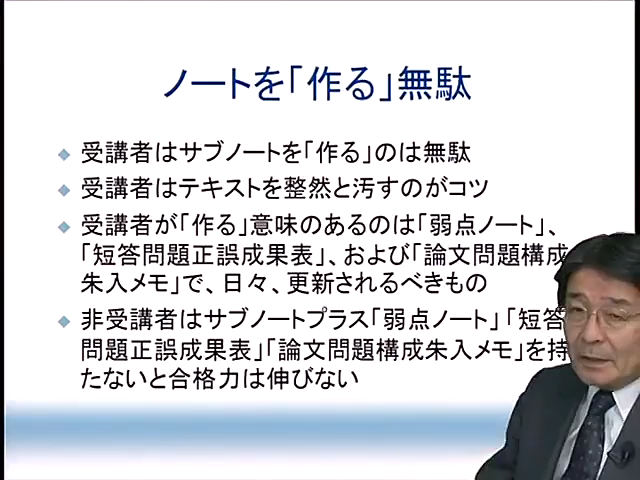 ノートを「作る」無駄
受講者はサブノートを「作る」のは無駄
受講者はテキストを整然と汚すのがコツ
受講者が「作る」意味のあるのは「弱点ノート」、
「短答問題正誤成果表」、および「論文問題構成
朱入メモ」で、日々、更新されるべきもの
非受講者はサブノートプラス「弱点ノート」「短答
問題正誤成果表」「論文問題構成朱入メモ」を持
たないと合格力は伸びない